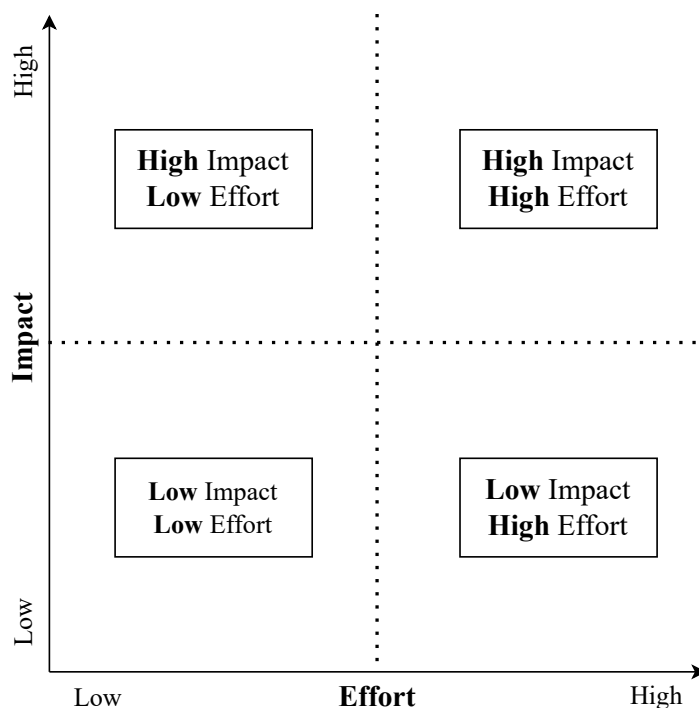 High
High Impact
Low Effort
High Impact
High Effort
Impact
Low Impact
Low Effort
Low Impact
High Effort
Low
Low
Effort
High